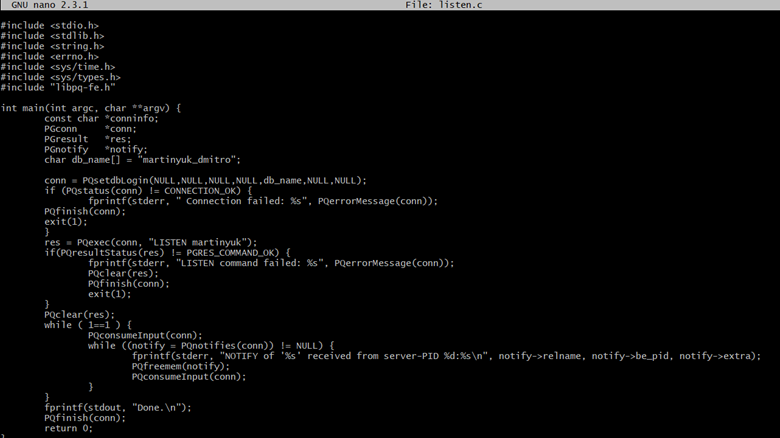 GNU nano 2.3.1 File: listen.c
#include <stdio.h>
#include <stdlib.h>
#include <string.h>
#include <errno.h>
#include <sys/time.h>
#include <sys/types.h>
#include "libpq-fe.h"
int main(int argc, char **argv) {
const char *conninfo;
PGconn *conn;
PGresult *res;
PGnotify *notify;
char db_name[] = "martinyuk_dmitro";
conn = PQsetdbLogin(NULL,NULL,NULL,NULL,db_name,NULL,NULL);
if (PQstatus(conn) != CONNECTION_OK) {
fprintf(stderr, " Connection failed: %s", PQerrorMessage(conn));
PQfinish(conn);
exit(1);
}
res = PQexec(conn, "LISTEN martinyuk");
if(PQresultStatus(res) != PGRES_COMMAND_OK) {
fprintf(stderr, "LISTEN command failed: %s", PQerrorMessage(conn));
PQclear(res);
PQfinish(conn);
exit(1);
}
PQclear(res);
while ( 1==1 ) {
PQconsumeInput(conn);
while ((notify = PQnotifies(conn)) != NULL) {
fprintf(stderr, "NOTIFY of '%s' received from server-PID %d:%s\n", notify->relname, notify->be_pid, notify->extra);
PQfreemem(notify);
PQconsumeInput(conn);
}
}
fprintf(stdout, "Done.\n");
PQfinish(conn);
return 0;
}